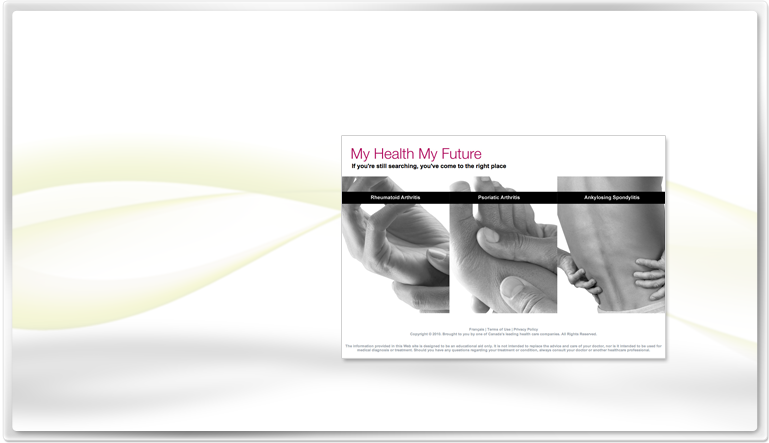 My Health My Future
If you're still searching, you've come to the right place
Rheumatoid Arthritis Psoriatic Arthritis Ankylosing Spondylitis
Français / Terms of Use / Privacy Policy
Copyright © 2010. Brought to you by one of Canada's leading health care companies. All Rights Reserved.
The information provided in this Web site is designed to be an educational aid only. It is not intended to replace the advice and care of your doctor, nor is it intended to be used for
medical diagnosis or treatment. Should you have any questions regarding your treatment or condition, always consult your doctor or another healthcare professional.